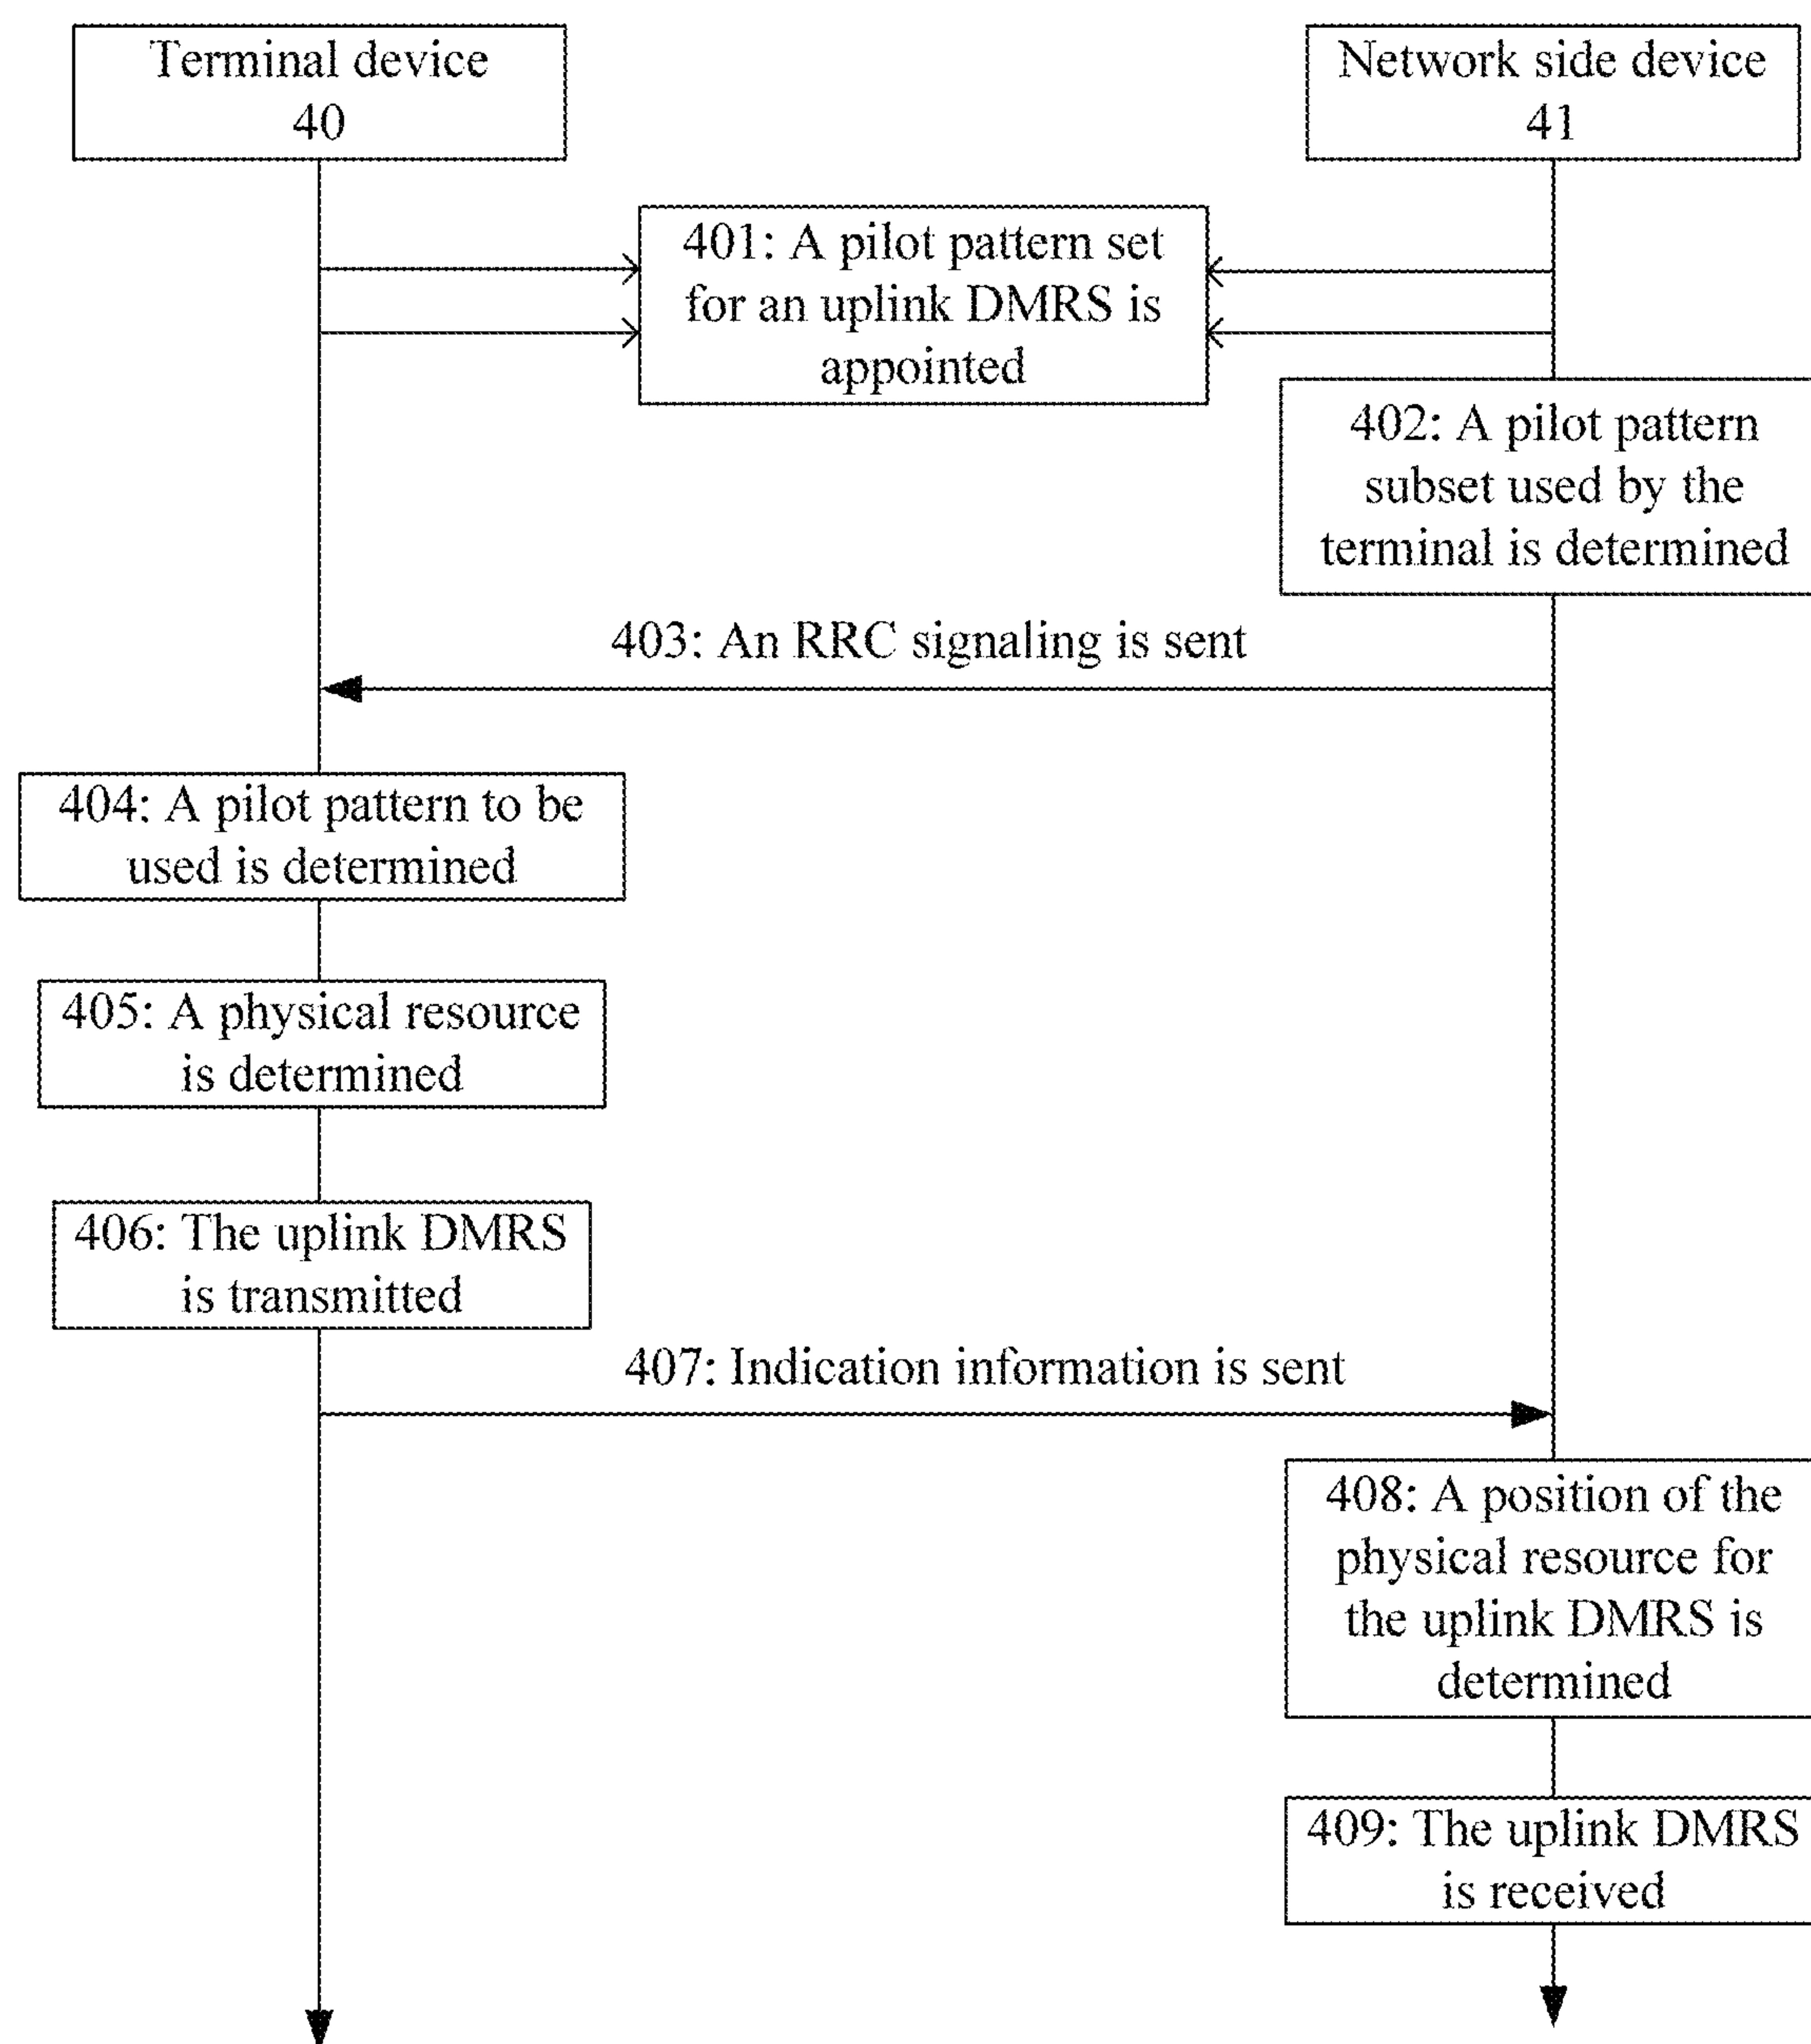 Terminal device
40
Network side device
41
401: A pilot pattern set
for an uplink DMRS is
appointed
402: A pilot pattern
subset used by the
terminal is determined
403: An RRC signaling is sent
404: A pilot pattern to be
used is determined
405: A physical resource
is determined
406: The uplink DMRS
is transmitted
407: Indication information is sent
408: A position of the
physical resource for
the uplink DMRS is
determined
409: The uplink DMRS
is received